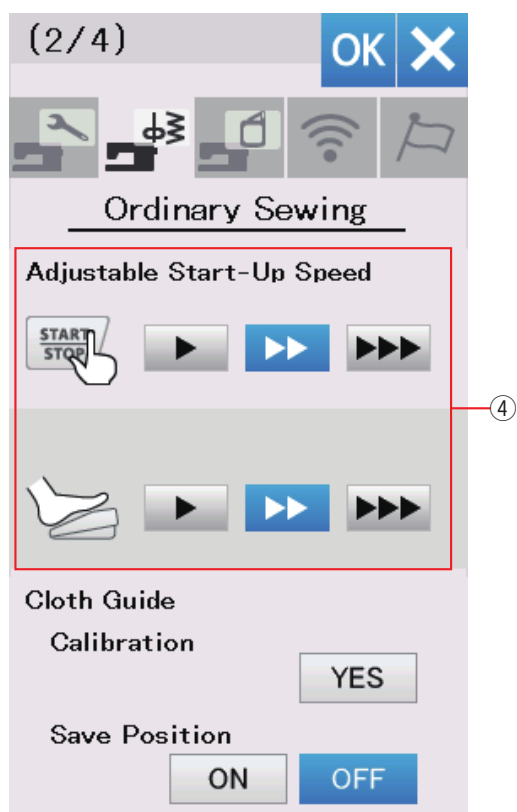 (2/4)
OK
Ordinary Sewing
Adjustable Start-Up Speed
START
STOP
④
Cloth Guide
Calibration
YES
Save Position
ON OFF